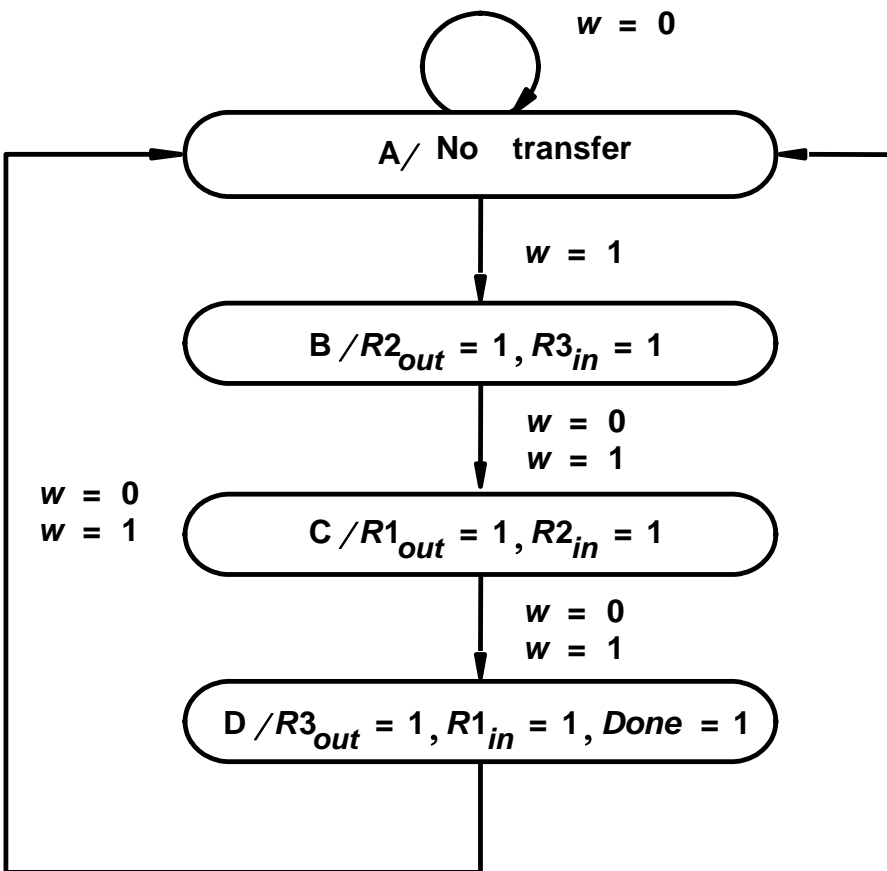 w = 0
A/ No transfer
w = 1
B /R2out = 1, R3in = 1
w = 0
w = 1
w = 0
w = 1
C /R1out = 1, R2in = 1
w = 0
w = 1
D /R3out = 1, R1in = 1, Done = 1